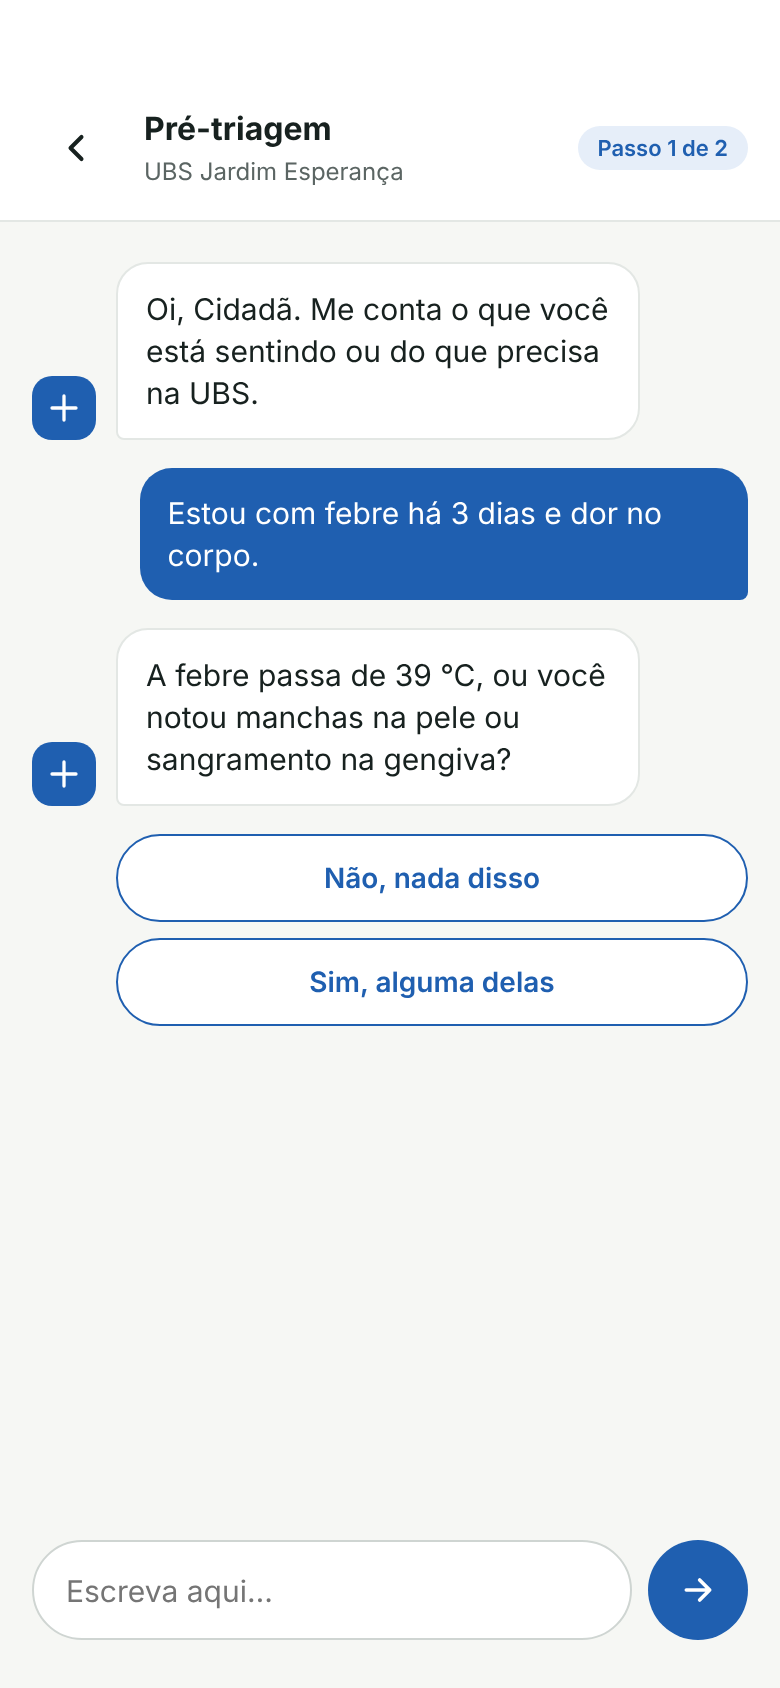 Pré-triagem
UBS Jardim Esperança
Passo 1 de 2
Oi, Cidadã. Me conta o que você
está sentindo ou do que precisa
na UBS.
Estou com febre há 3 dias e dor no
corpo.
A febre passa de 39 °C, ou você
notou manchas na pele ou
sangramento na gengiva?
Não, nada disso
Sim, alguma delas
Escreva aqui...